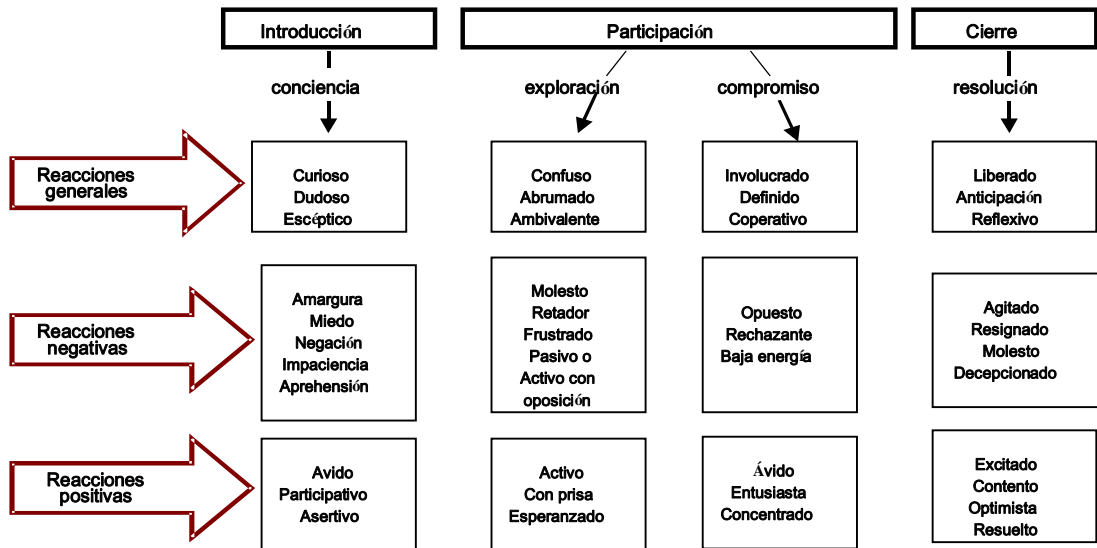 Introducción
Participación
Cierre
conciencia
exploración
compromiso
resolución
Reacciones
generales
Curioso
Dudoso
Escéptico
Confuso
Abrumado
Ambivalente
Involucrado
Definido
Coperativo
Liberado
Anticipación
Reflexivo
Reacciones
negativas
Amargura
Miedo
Negación
Impaciencia
Aprehensión
Molesto
Retador
Frustrado
Pasivo o
Activo con
oposición
Opuesto
Rechazante
Baja energía
Agitado
Resignado
Molesto
Decepcionado
Reacciones
positivas
Avido
Participativo
Asertivo
Activo
Con prisa
Esperanzado
Ávido
Entusiasta
Concentrado
Excitado
Contento
Optimista
Resuelto